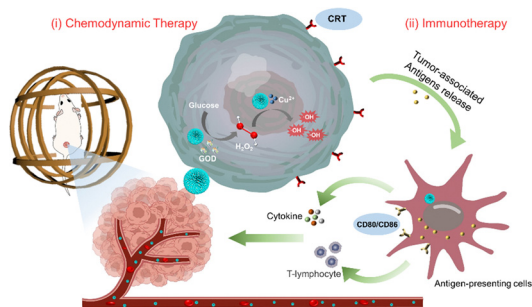 (i) Chemodynamic Therapy
CRT
(ii) Immunotherapy
Tumor-associated
Antigens release
Glucose
Cu²⁺
·OH
·OH
·OH
H₂O₂
GOD
Cytokine
CD80/CD86
T-lymphocyte
Antigen-presenting cells